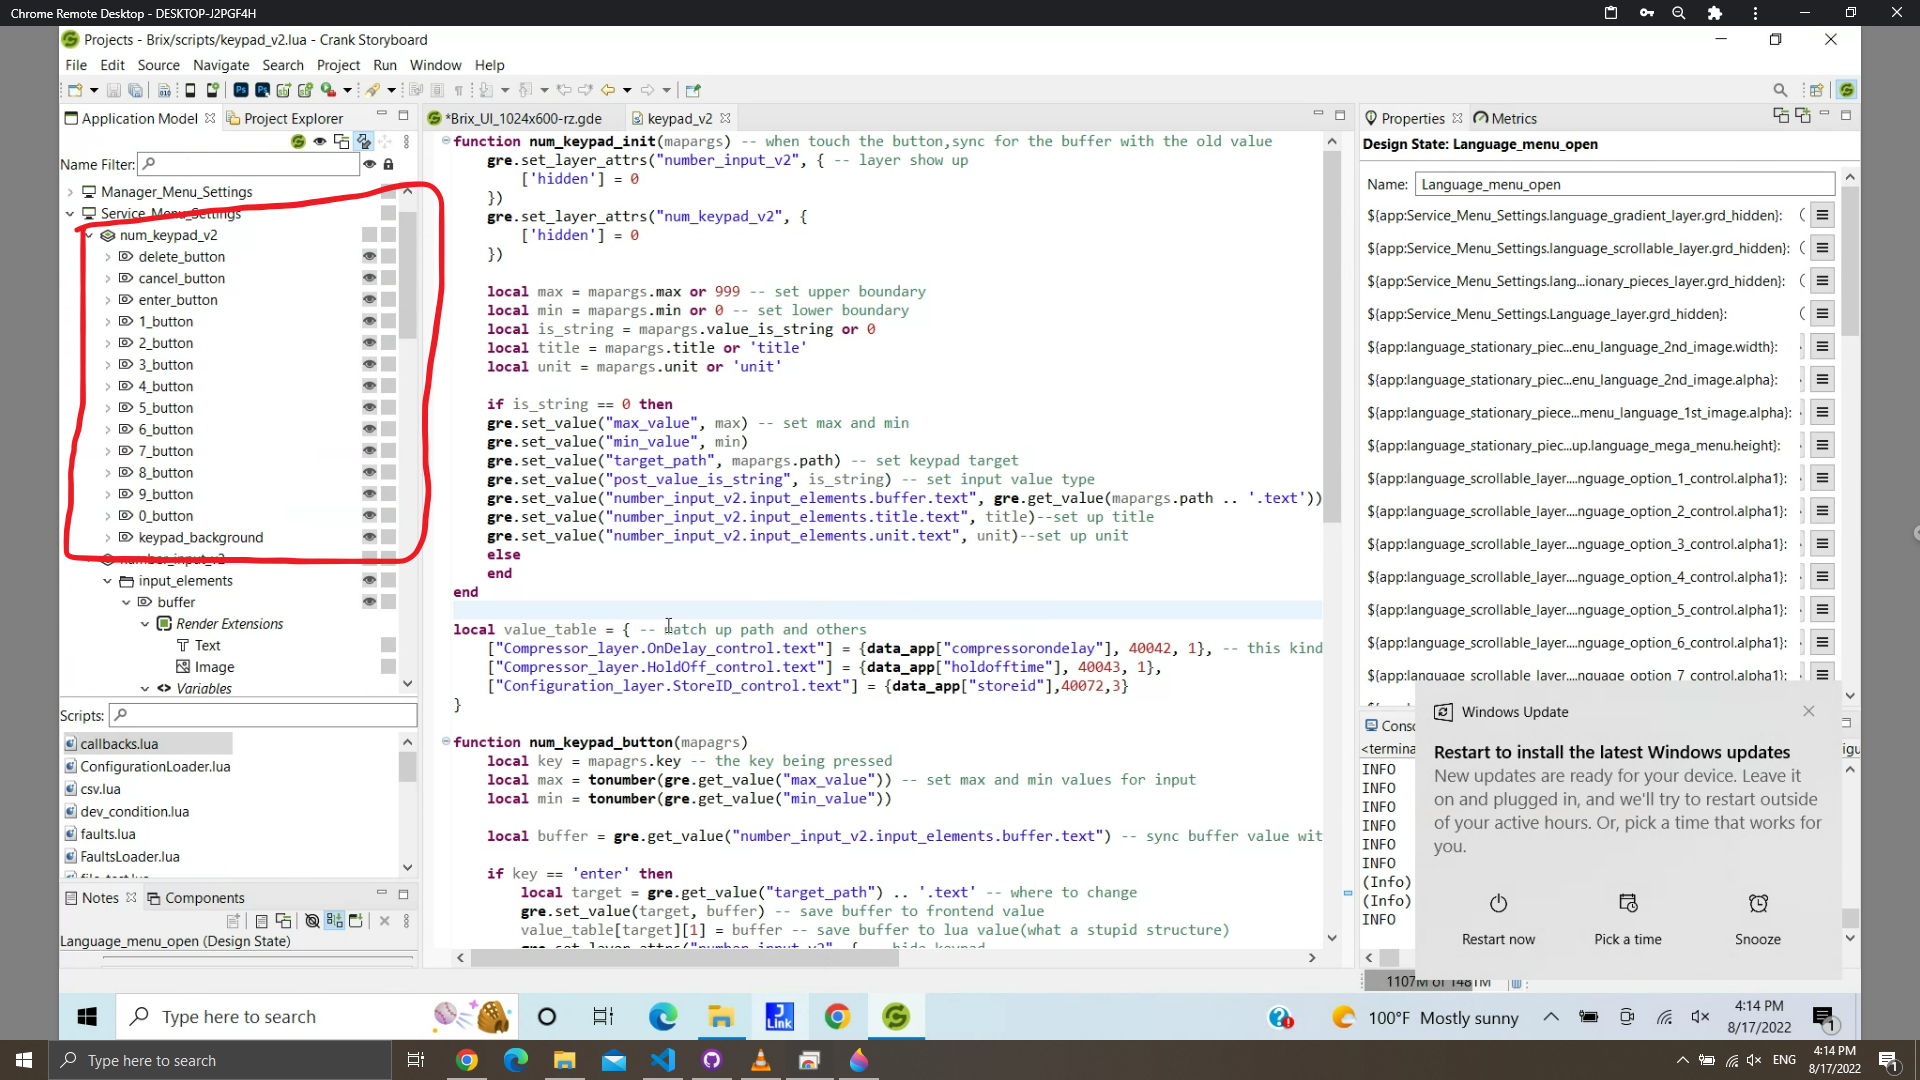 Chrome Remote Desktop - DESKTOP-J2PGF4H
Projects - Brix/scripts/keypad_v2.lua - Crank Storyboard
File Edit Source Navigate Search Project Run Window Help
Application Model Project Explorer
Name Filter:
Manager_Menu_Settings
Service_Menu_Settings
num_keypad_v2
delete_button
cancel_button
enter_button
1_button
2_button
3_button
4_button
5_button
6_button
7_button
8_button
9_button
0_button
keypad_background
number_input_v2
input_elements
buffer
Render Extensions
Text
Image
Variables
Scripts:
callbacks.lua
ConfigurationLoader.lua
csv.lua
dev_condition.lua
faults.lua
FaultsLoader.lua
Notes Components
Language_menu_open (Design State)
*Brix_UI_1024x600-rz.gde keypad_v2
function num_keypad_init(mapargs) -- when touch the button,sync for the buffer with the old value
gre.set_layer_attrs("number_input_v2", { -- layer show up
['hidden'] = 0
})
gre.set_layer_attrs("num_keypad_v2", {
['hidden'] = 0
})
local max = mapargs.max or 999 -- set upper boundary
local min = mapargs.min or 0 -- set lower boundary
local is_string = mapargs.value_is_string or 0
local title = mapargs.title or 'title'
local unit = mapargs.unit or 'unit'
if is_string == 0 then
gre.set_value("max_value", max) -- set max and min
gre.set_value("min_value", min)
gre.set_value("target_path", mapargs.path) -- set keypad target
gre.set_value("post_value_is_string", is_string) -- set input value type
gre.set_value("number_input_v2.input_elements.buffer.text", gre.get_value(mapargs.path .. '.text'))
gre.set_value("number_input_v2.input_elements.title.text", title)--set up title
gre.set_value("number_input_v2.input_elements.unit.text", unit)--set up unit
else
end
end
local value_table = { -- match up path and others
["Compressor_layer.OnDelay_control.text"] = {data_app["compressorondelay"], 40042, 1}, -- this kind
["Compressor_layer.HoldOff_control.text"] = {data_app["holdofftime"], 40043, 1},
["Configuration_layer.StoreID_control.text"] = {data_app["storeid"],40072,3}
}
function num_keypad_button(mapagrs)
local key = mapagrs.key -- the key being pressed
local max = tonumber(gre.get_value("max_value")) -- set max and min values for input
local min = tonumber(gre.get_value("min_value"))
local buffer = gre.get_value("number_input_v2.input_elements.buffer.text") -- sync buffer value wit
if key == 'enter' then
local target = gre.get_value("target_path") .. '.text' -- where to change
gre.set_value(target, buffer) -- save buffer to frontend value
value_table[target][1] = buffer -- save buffer to lua value(what a stupid structure)
Properties Metrics
Design State: Language_menu_open
Name: Language_menu_open
${app:Service_Menu_Settings.language_gradient_layer.grd_hidden}:
${app:Service_Menu_Settings.language_scrollable_layer.grd_hidden}:
${app:Service_Menu_Settings.lang...ionary_pieces_layer.grd_hidden}:
${app:Service_Menu_Settings.Language_layer.grd_hidden}:
${app:language_stationary_piec...enu_language_2nd_image.width}:
${app:language_stationary_piec...enu_language_2nd_image.alpha}:
${app:language_stationary_piece...menu_language_1st_image.alpha}:
${app:language_stationary_piec...up.language_mega_menu.height}:
${app:language_scrollable_layer....nguage_option_1_control.alpha1}:
${app:language_scrollable_layer....nguage_option_2_control.alpha1}:
${app:language_scrollable_layer....nguage_option_3_control.alpha1}:
${app:language_scrollable_layer....nguage_option_4_control.alpha1}:
${app:language_scrollable_layer....nguage_option_5_control.alpha1}:
${app:language_scrollable_layer....nguage_option_6_control.alpha1}:
${app:language_scrollable_layer....nguage_option_7_control.alpha1}:
Conso
<termina
INFO
INFO
INFO
INFO
INFO
INFO
(Info)
(Info)
INFO
Windows Update
Restart to install the latest Windows updates
New updates are ready for your device. Leave it
on and plugged in, and we'll try to restart outside
of your active hours. Or, pick a time that works for
you.
Restart now Pick a time Snooze
1107M of 1481M
Type here to search
J Link
100°F Mostly sunny
4:14 PM
8/17/2022
1
Type here to search
ENG
4:14 PM
8/17/2022
1